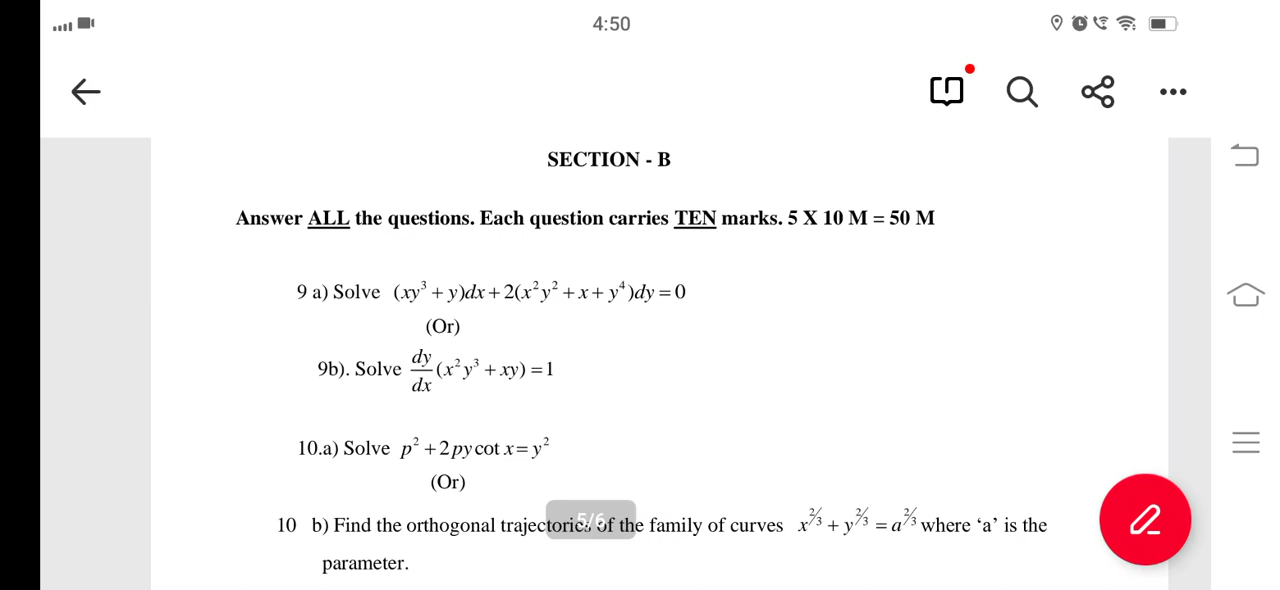 4:50
SECTION - B
Answer ALL the questions. Each question carries TEN marks. 5 X 10 M = 50 M
9 a) Solve (xy³ + y)dx + 2(x²y² + x + y⁴)dy = 0
(Or)
9b). Solve dy/dx (x²y³ + xy) = 1
10.a) Solve p² + 2py cot x = y²
(Or)
5/6
10 b) Find the orthogonal trajectories of the family of curves x^2/3 + y^2/3 = a^2/3 where ‘a’ is the
parameter.